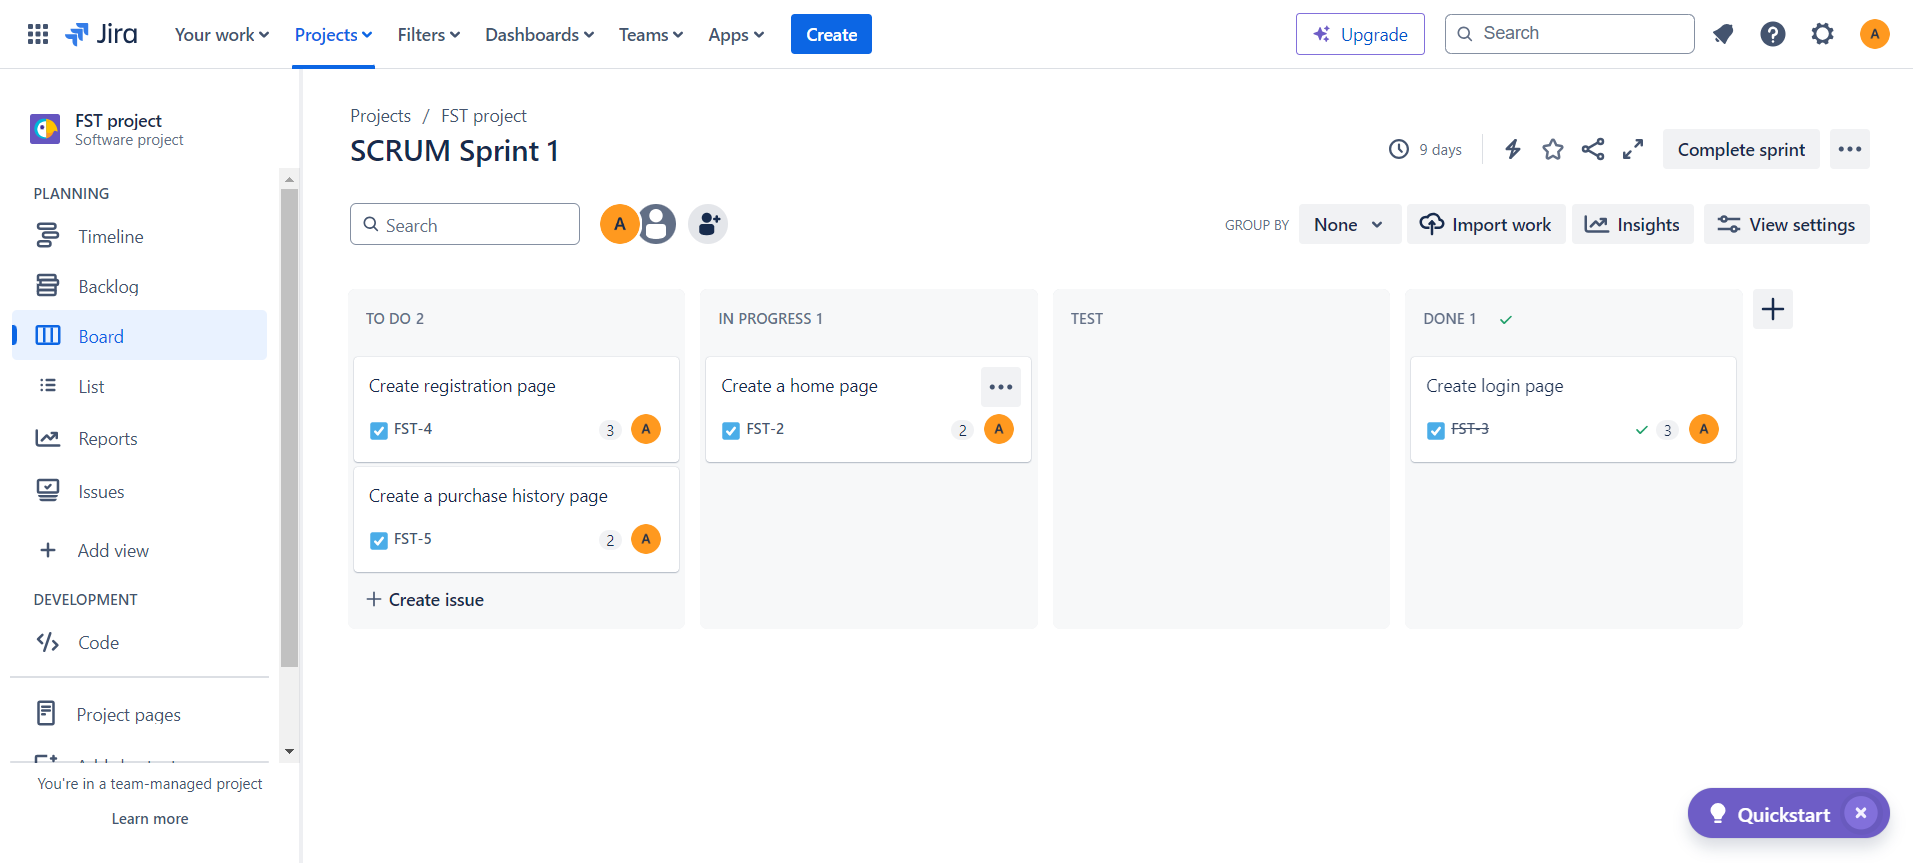 Jira
Your work
Projects
Filters
Dashboards
Teams
Apps
Create
Upgrade
Search
A
FST project
Software project
PLANNING
Timeline
Backlog
Board
List
Reports
Issues
Add view
DEVELOPMENT
Code
Project pages
You're in a team-managed project
Learn more
Projects / FST project
SCRUM Sprint 1
9 days
Complete sprint
Search
A
GROUP BY
None
Import work
Insights
View settings
TO DO 2
Create registration page
FST-4
3
A
Create a purchase history page
FST-5
2
A
Create issue
IN PROGRESS 1
Create a home page
FST-2
2
A
TEST
DONE 1
Create login page
FST-3
3
A
Quickstart